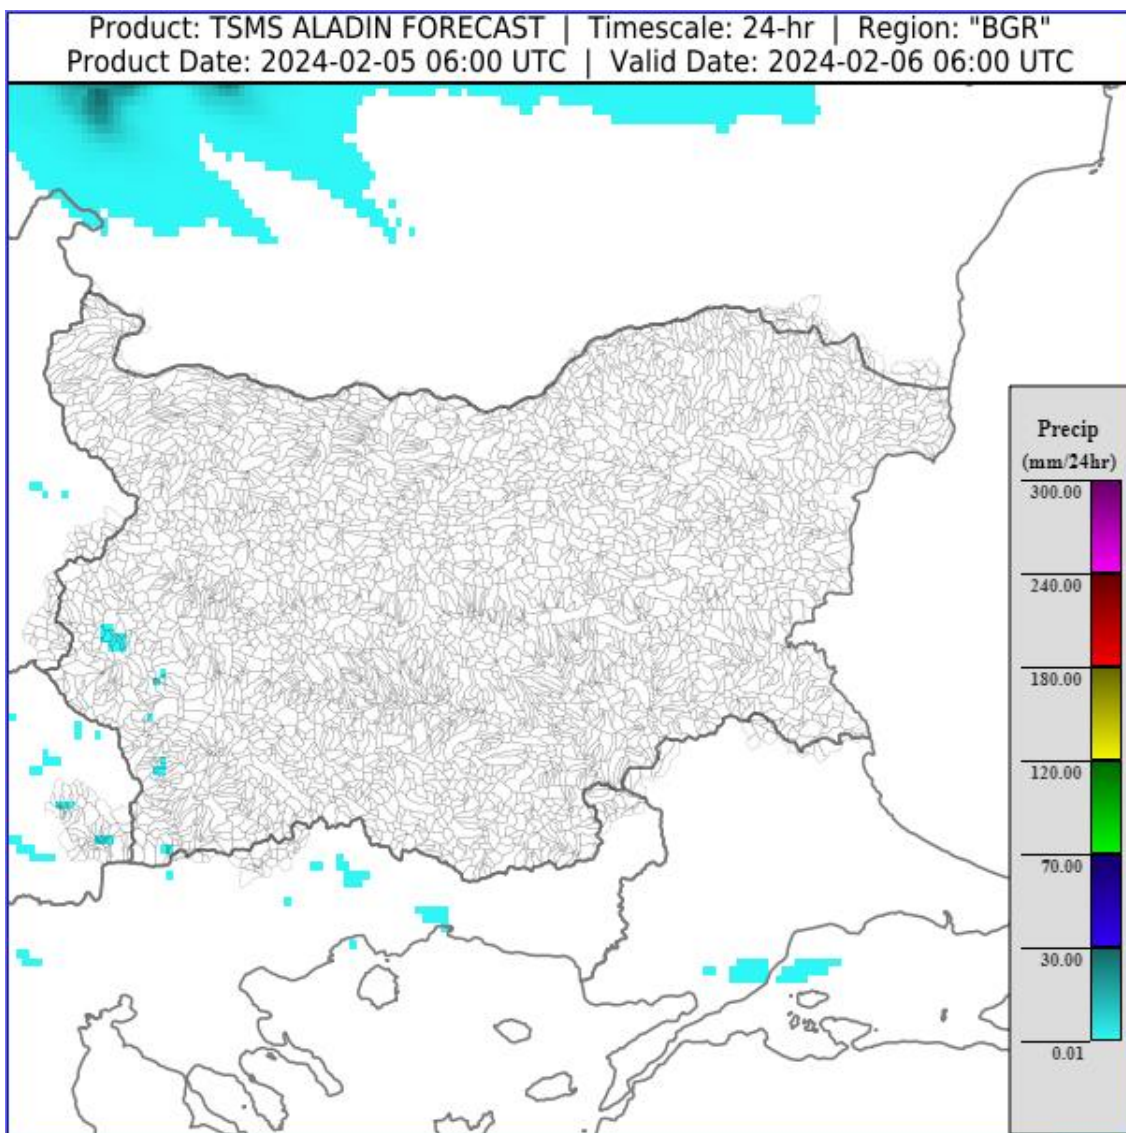 Product: TSMS ALADIN FORECAST | Timescale: 24-hr | Region: "BGR"
Product Date: 2024-02-05 06:00 UTC | Valid Date: 2024-02-06 06:00 UTC
Precip
(mm/24hr)
300.00
240.00
180.00
120.00
70.00
30.00
0.01